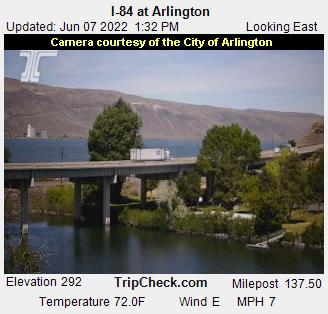 I-84 at Arlington
Updated: Jun 07 2022 1:32 PM Looking East
Camera courtesy of the City of Arlington
Elevation 292 TripCheck.com Milepost 137.50
Temperature 72.0F Wind E MPH 7